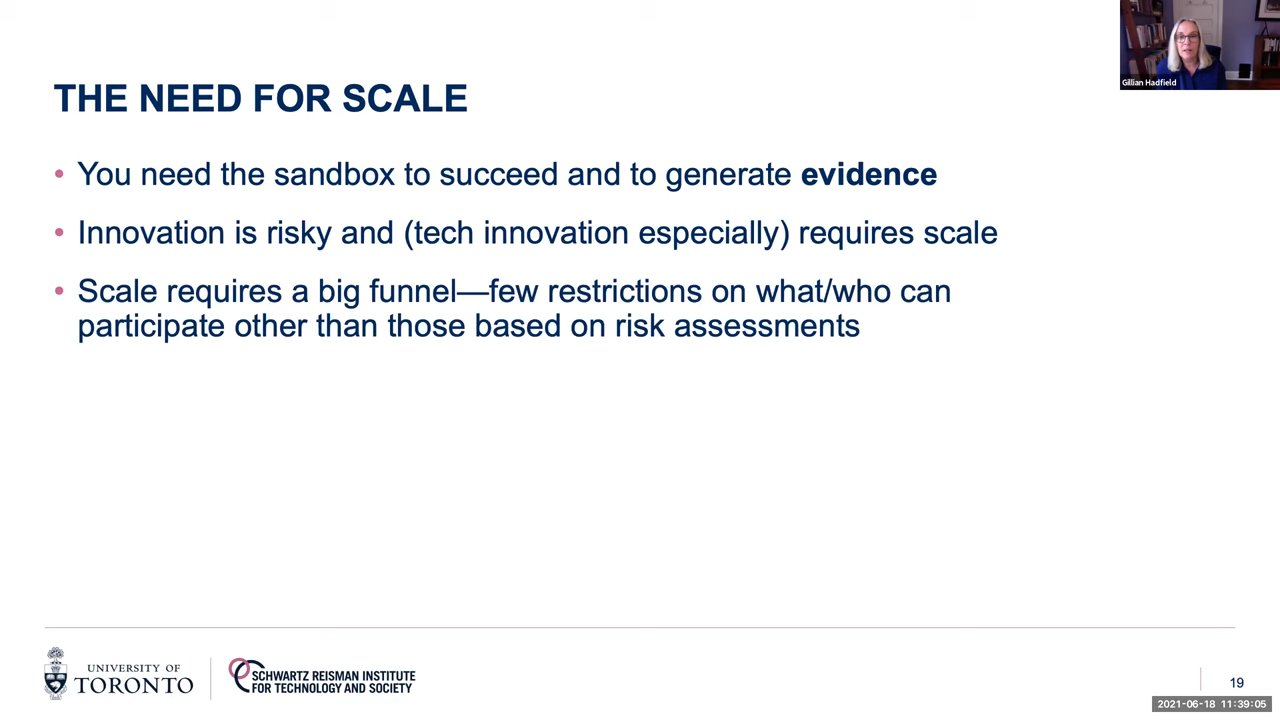 Gillian Hadfield
THE NEED FOR SCALE
• You need the sandbox to succeed and to generate evidence
• Innovation is risky and (tech innovation especially) requires scale
• Scale requires a big funnel—few restrictions on what/who can
participate other than those based on risk assessments
UNIVERSITY OF
TORONTO
SCHWARTZ REISMAN INSTITUTE
FOR TECHNOLOGY AND SOCIETY
19
2021-06-18 11:39:05